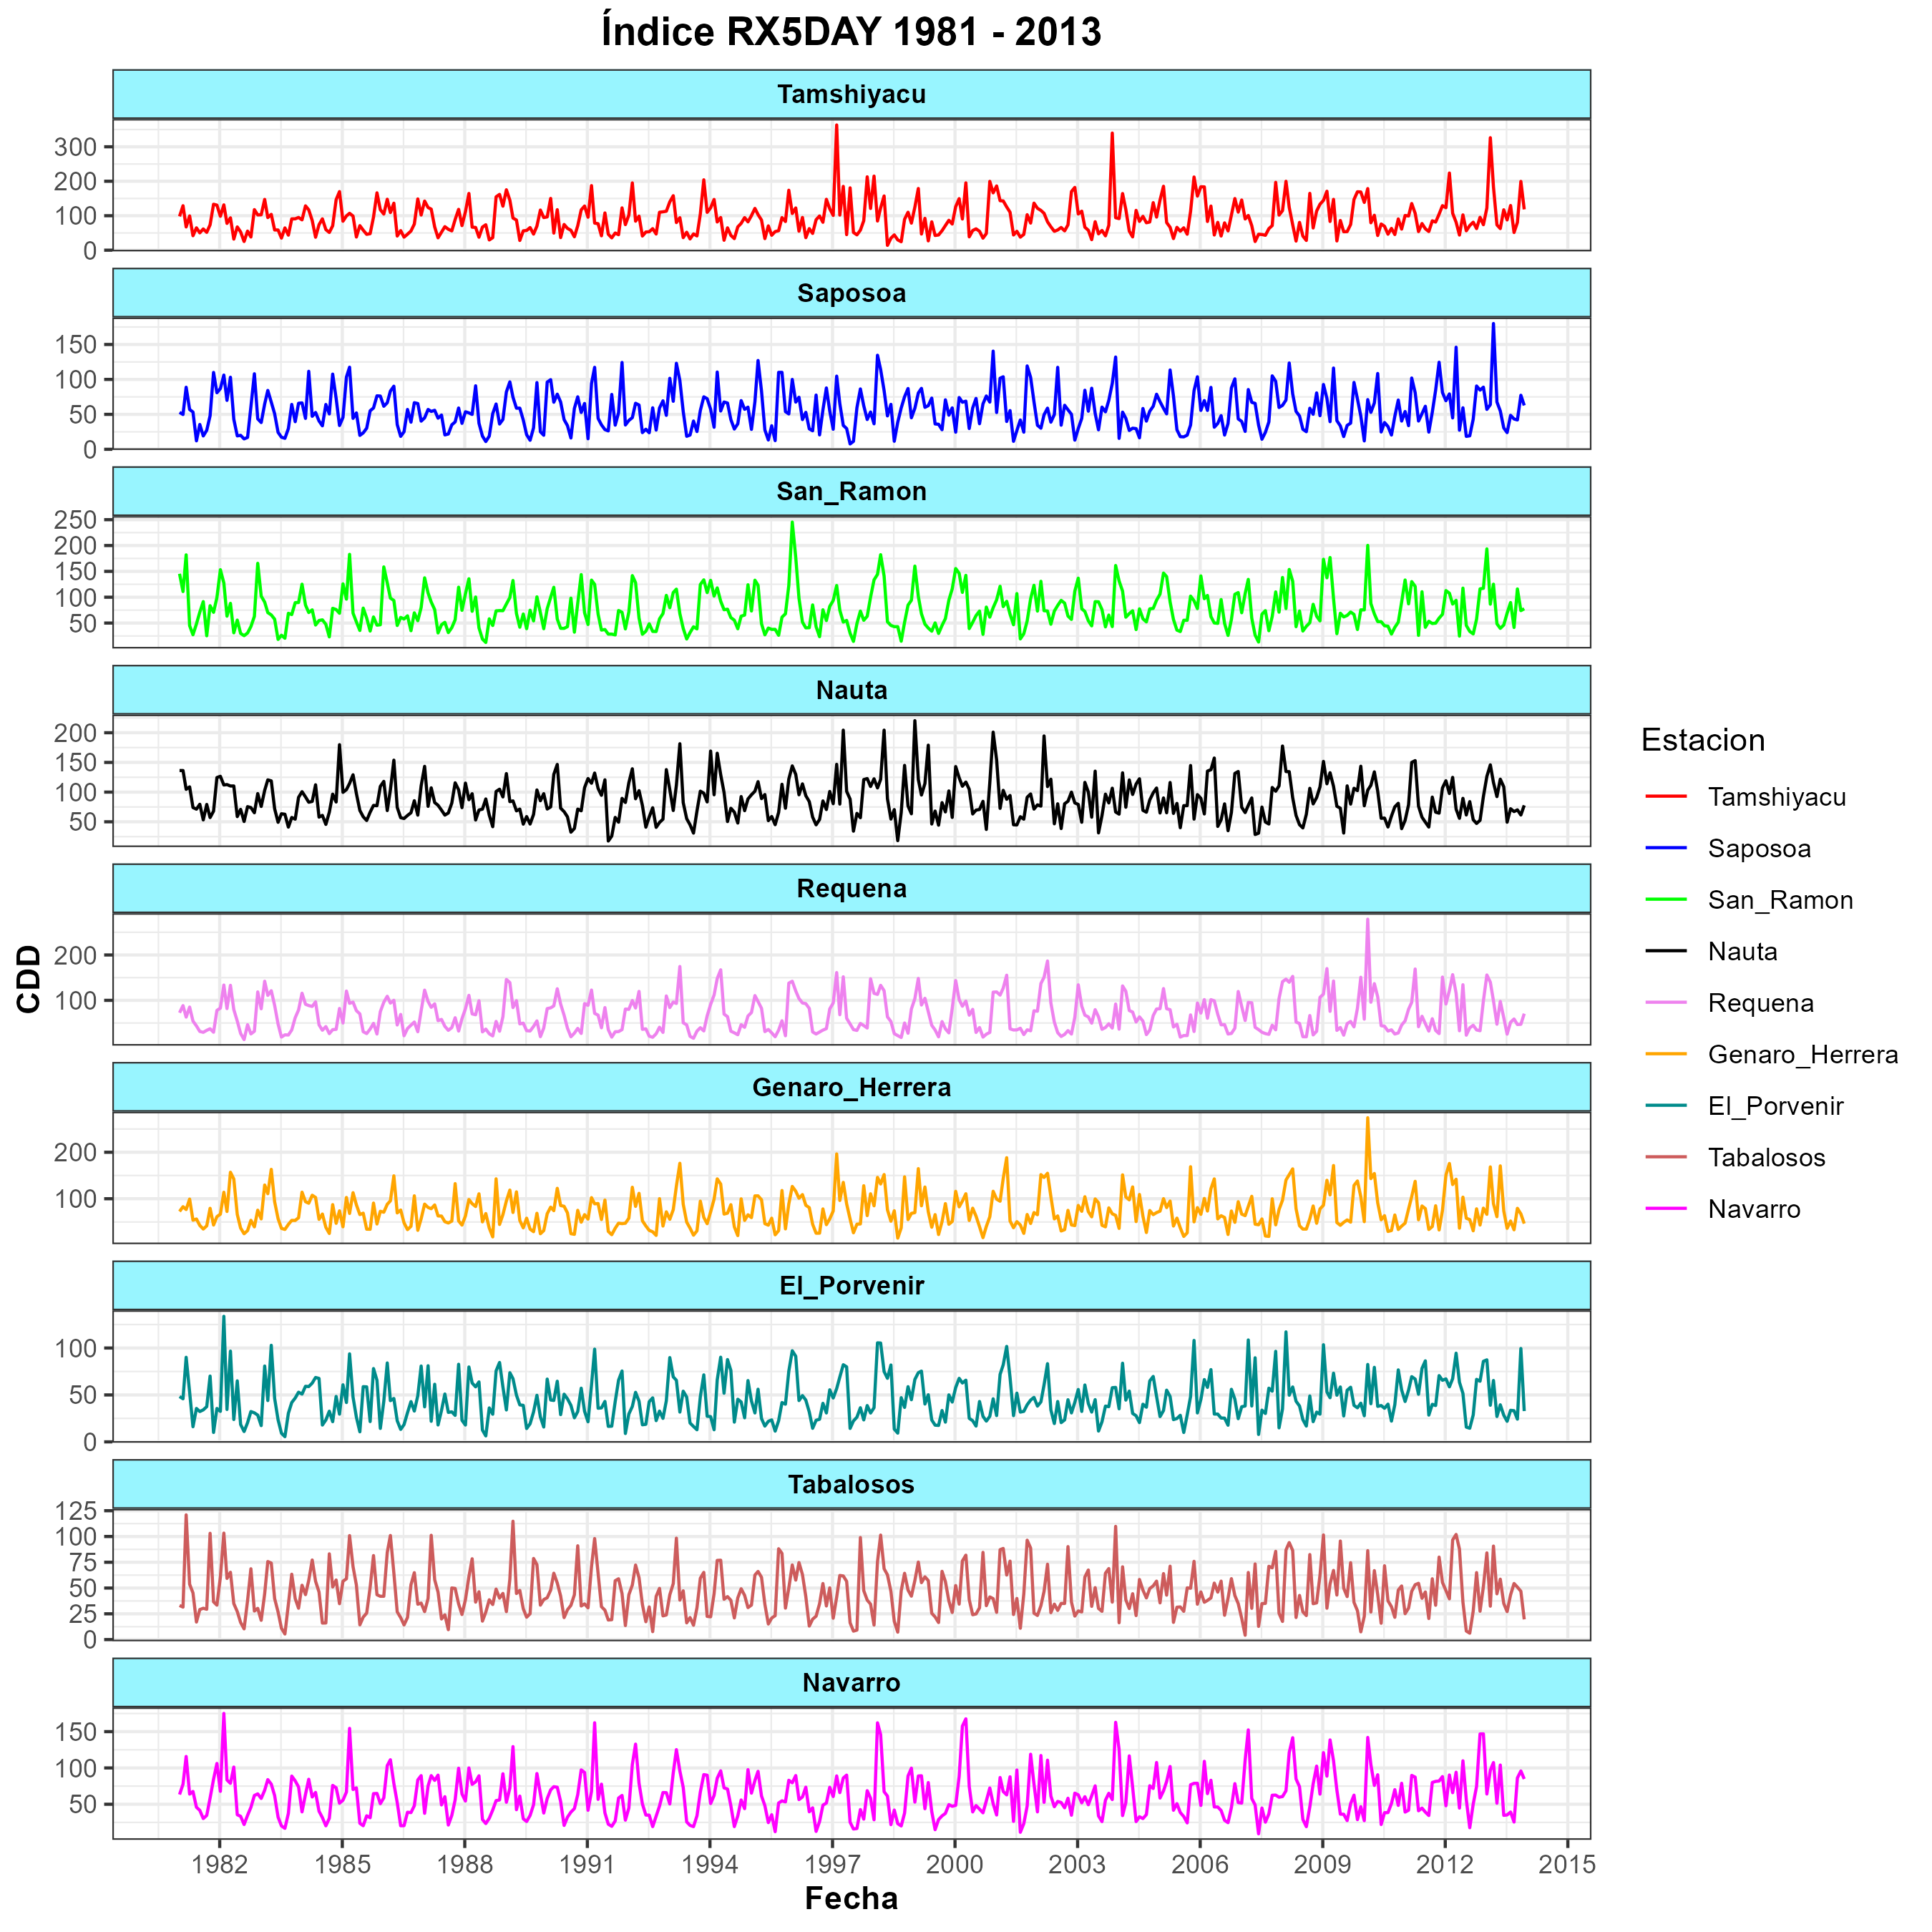 Índice RX5DAY 1981 - 2013
Tamshiyacu
300
200
100
0
Saposoa
150
100
50
0
San_Ramon
250
200
150
100
50
Nauta
200
150
100
50
Requena
200
100
Genaro_Herrera
200
100
El_Porvenir
100
50
0
Tabalosos
125
100
75
50
25
0
Navarro
150
100
50
1982 1985 1988 1991 1994 1997 2000 2003 2006 2009 2012 2015
Fecha
CDD
Estacion
Tamshiyacu
Saposoa
San_Ramon
Nauta
Requena
Genaro_Herrera
El_Porvenir
Tabalosos
Navarro